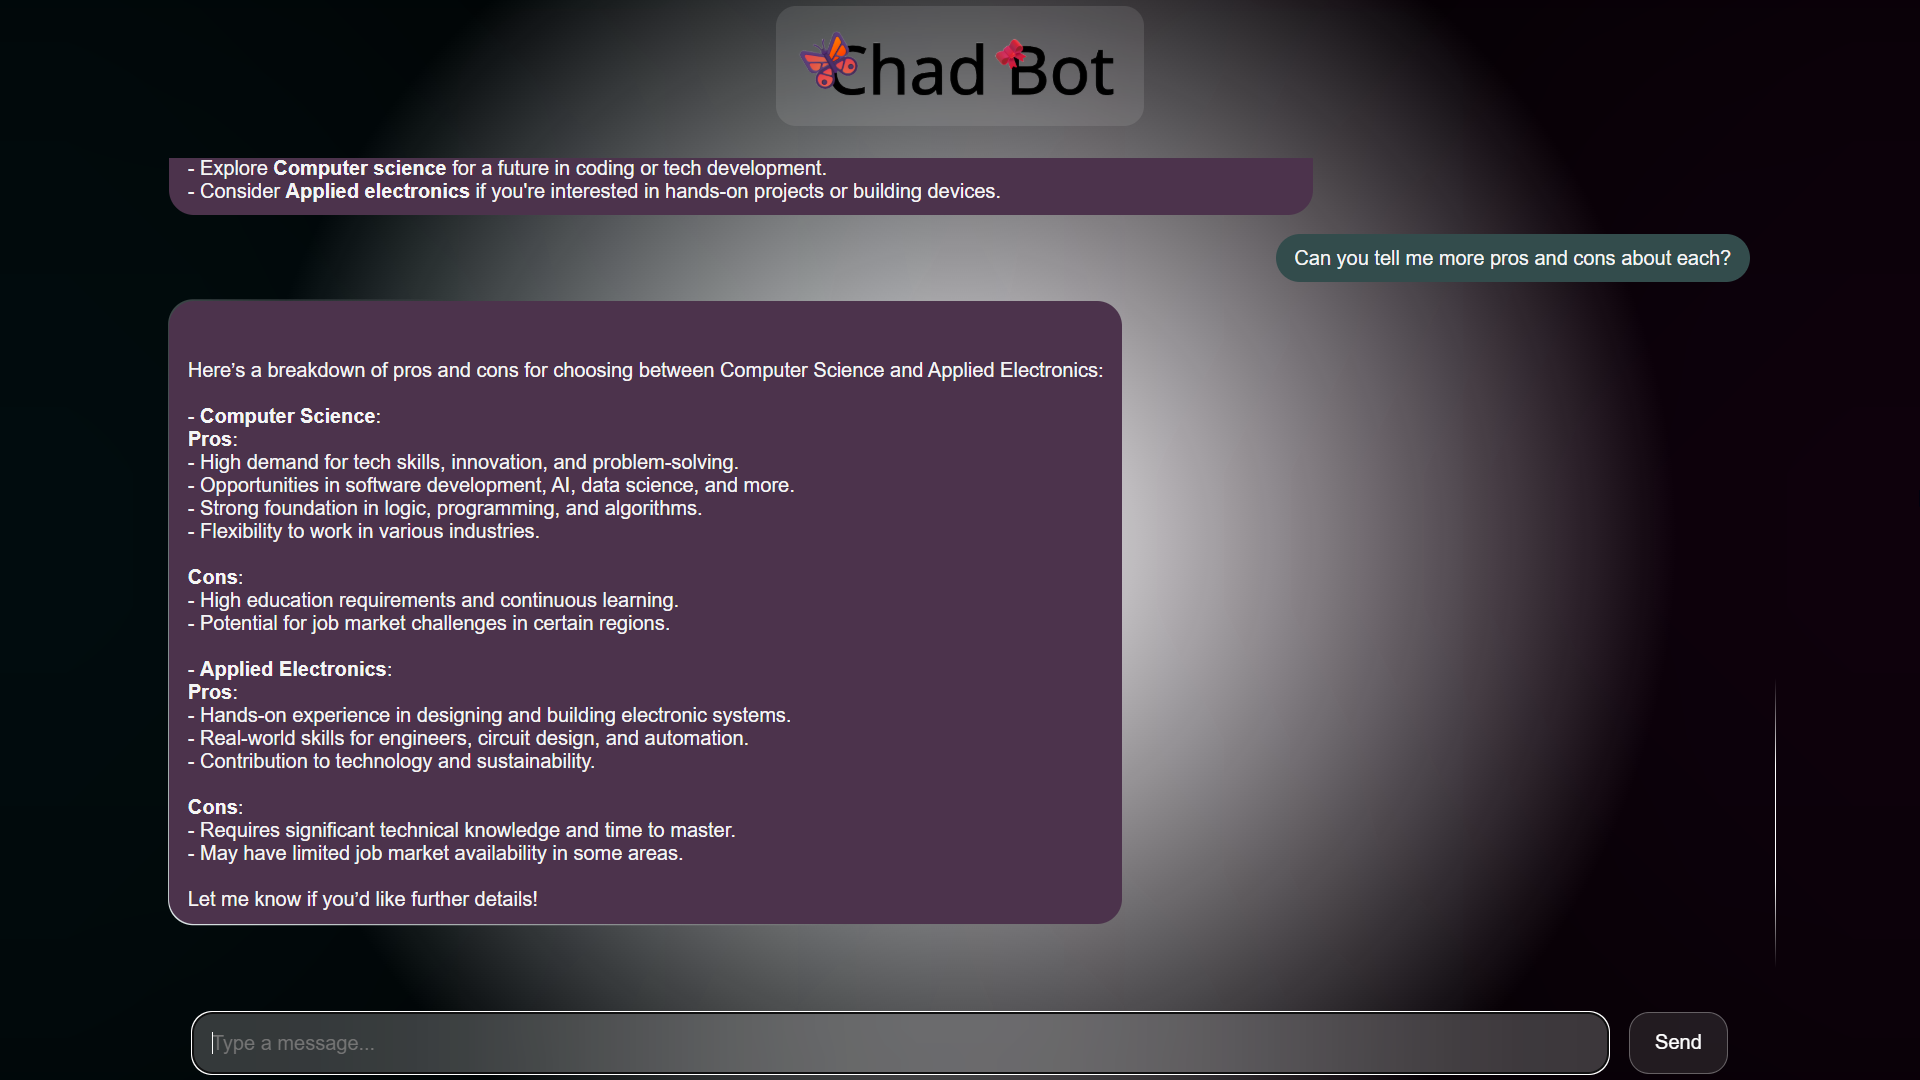 Chad Bot
- Explore Computer science for a future in coding or tech development.
- Consider Applied electronics if you're interested in hands-on projects or building devices.
Can you tell me more pros and cons about each?
Here’s a breakdown of pros and cons for choosing between Computer Science and Applied Electronics:
- Computer Science:
Pros:
- High demand for tech skills, innovation, and problem-solving.
- Opportunities in software development, AI, data science, and more.
- Strong foundation in logic, programming, and algorithms.
- Flexibility to work in various industries.
Cons:
- High education requirements and continuous learning.
- Potential for job market challenges in certain regions.
- Applied Electronics:
Pros:
- Hands-on experience in designing and building electronic systems.
- Real-world skills for engineers, circuit design, and automation.
- Contribution to technology and sustainability.
Cons:
- Requires significant technical knowledge and time to master.
- May have limited job market availability in some areas.
Let me know if you’d like further details!
Type a message...
Send